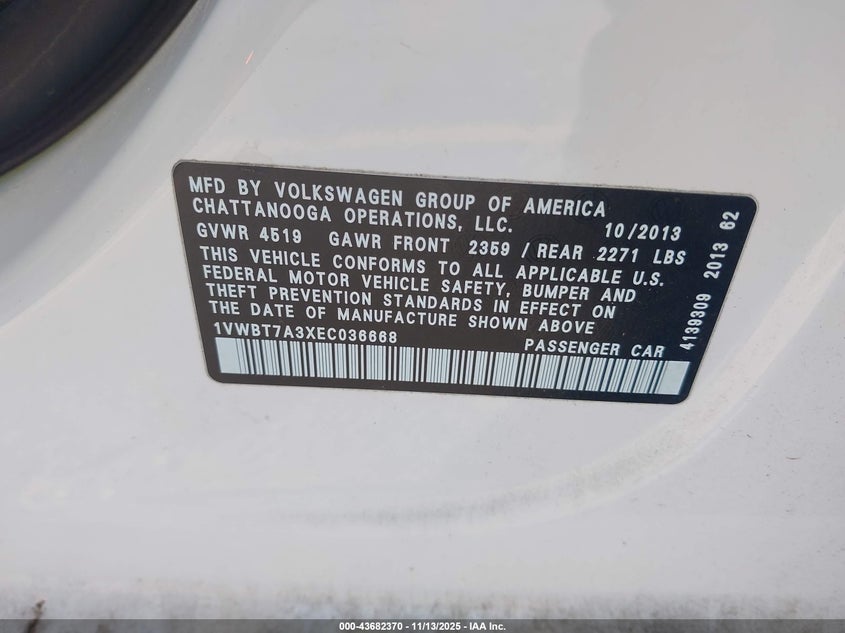 MFD BY VOLKSWAGEN GROUP OF AMERICA
CHATTANOOGA OPERATIONS, LLC. 10/2013
GVWR 4519 GAWR FRONT 2359 / REAR 2271 LBS
THIS VEHICLE CONFORMS TO ALL APPLICABLE U.S.
FEDERAL MOTOR VEHICLE SAFETY, BUMPER AND
THEFT PREVENTION STANDARDS IN EFFECT ON
THE DATE OF MANUFACTURE SHOWN ABOVE
1VWBT7A3XEC036668 PASSENGER CAR
4139309 2013 62
000-43682370 - 11/13/2025 - IAA Inc.